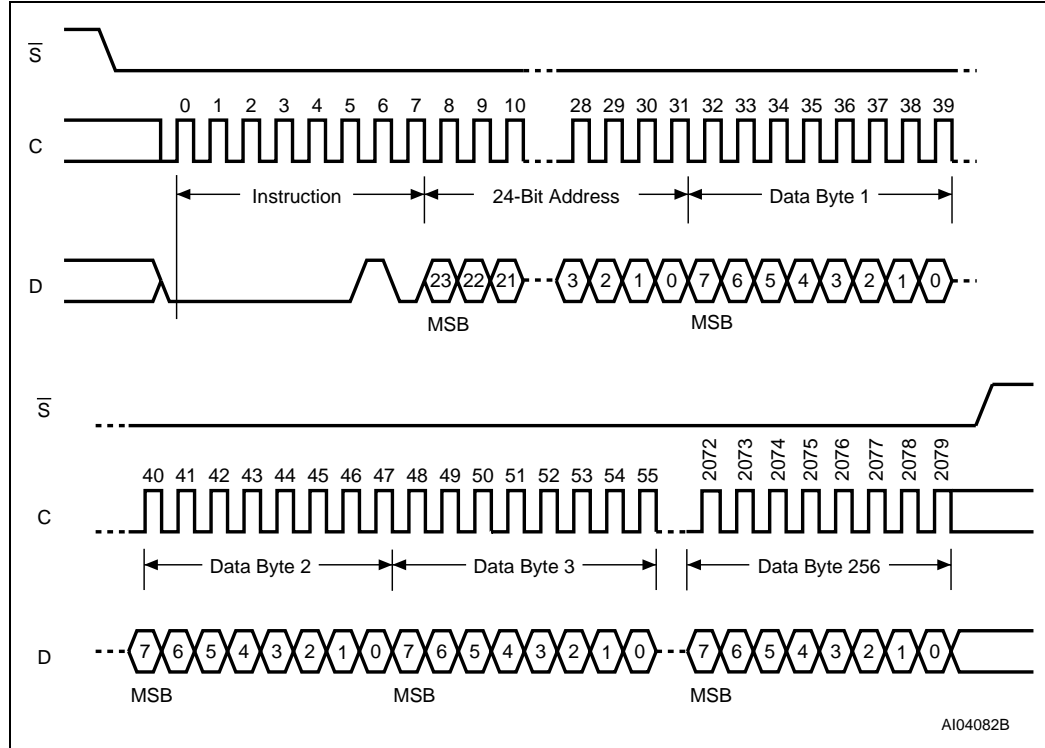 S
0 1 2 3 4 5 6 7 8 9 10 28 29 30 31 32 33 34 35 36 37 38 39
C
Instruction 24-Bit Address Data Byte 1
D 23 22 21 3 2 1 0 7 6 5 4 3 2 1 0
MSB MSB
S
40 41 42 43 44 45 46 47 48 49 50 51 52 53 54 55 2072 2073 2074 2075 2076 2077 2078 2079
C
Data Byte 2 Data Byte 3 Data Byte 256
D 7 6 5 4 3 2 1 0 7 6 5 4 3 2 1 0 7 6 5 4 3 2 1 0
MSB MSB MSB
AI04082B